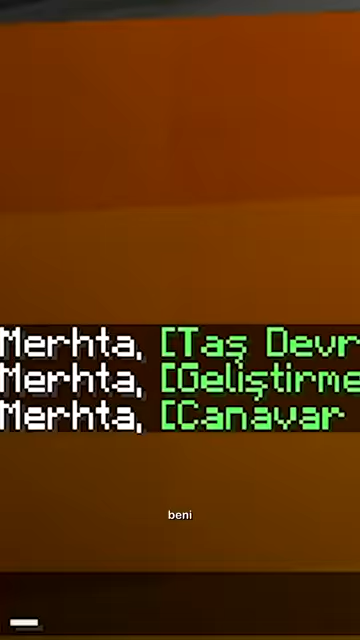 Merhta, [Taş Devr
Merhta, [Geliştirme
Merhta, [Canavar
beni